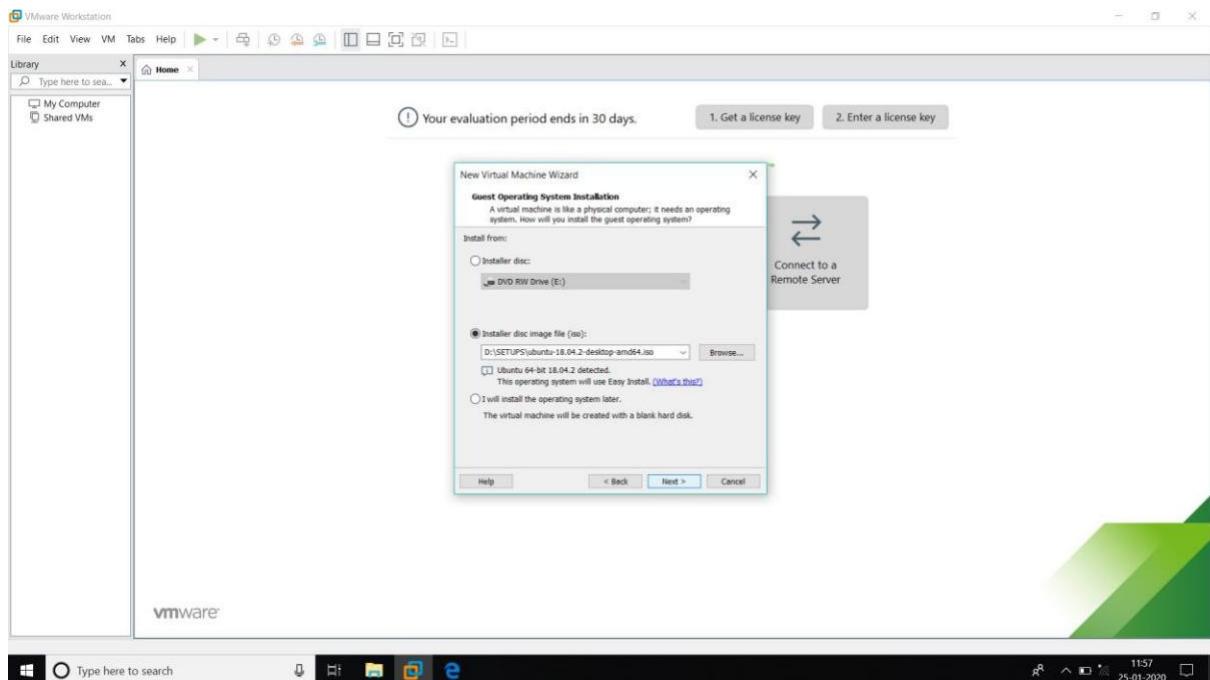 VMware Workstation
File Edit View VM Tabs Help
Library
Type here to sea...
My Computer
Shared VMs
Home
Your evaluation period ends in 30 days.
1. Get a license key
2. Enter a license key
New Virtual Machine Wizard
Guest Operating System Installation
A virtual machine is like a physical computer; it needs an operating
system. How will you install the guest operating system?
Install from:
Installer disc:
DVD RW Drive (E:)
Installer disc image file (iso):
D:\SETUPS\ubuntu-18.04.2-desktop-amd64.iso
Browse...
Ubuntu 64-bit 18.04.2 detected.
This operating system will use Easy Install. (What's this?)
I will install the operating system later.
The virtual machine will be created with a blank hard disk.
Help
< Back
Next >
Cancel
Connect to a
Remote Server
vmware
Type here to search
11:57
25-01-2020